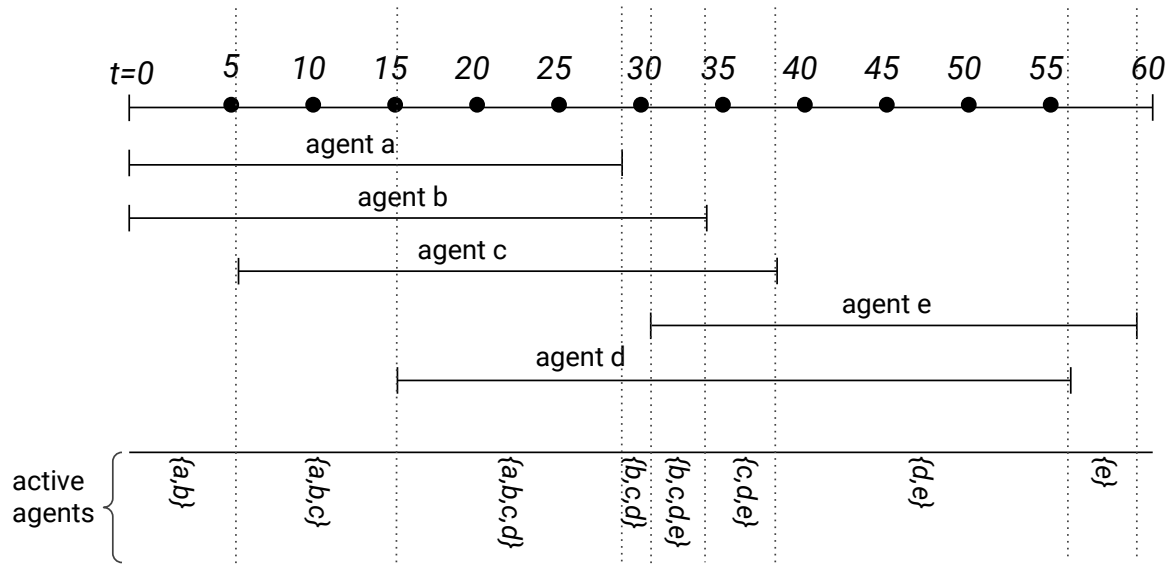 t=0 5 10 15 20 25 30 35 40 45 50 55 60
agent a
agent b
agent c
agent e
agent d
active
agents
{a,b}
{a,b,c}
{a,b,c,d}
{b,c,d}
{b,c,d,e}
{c,d,e}
{d,e}
{e}